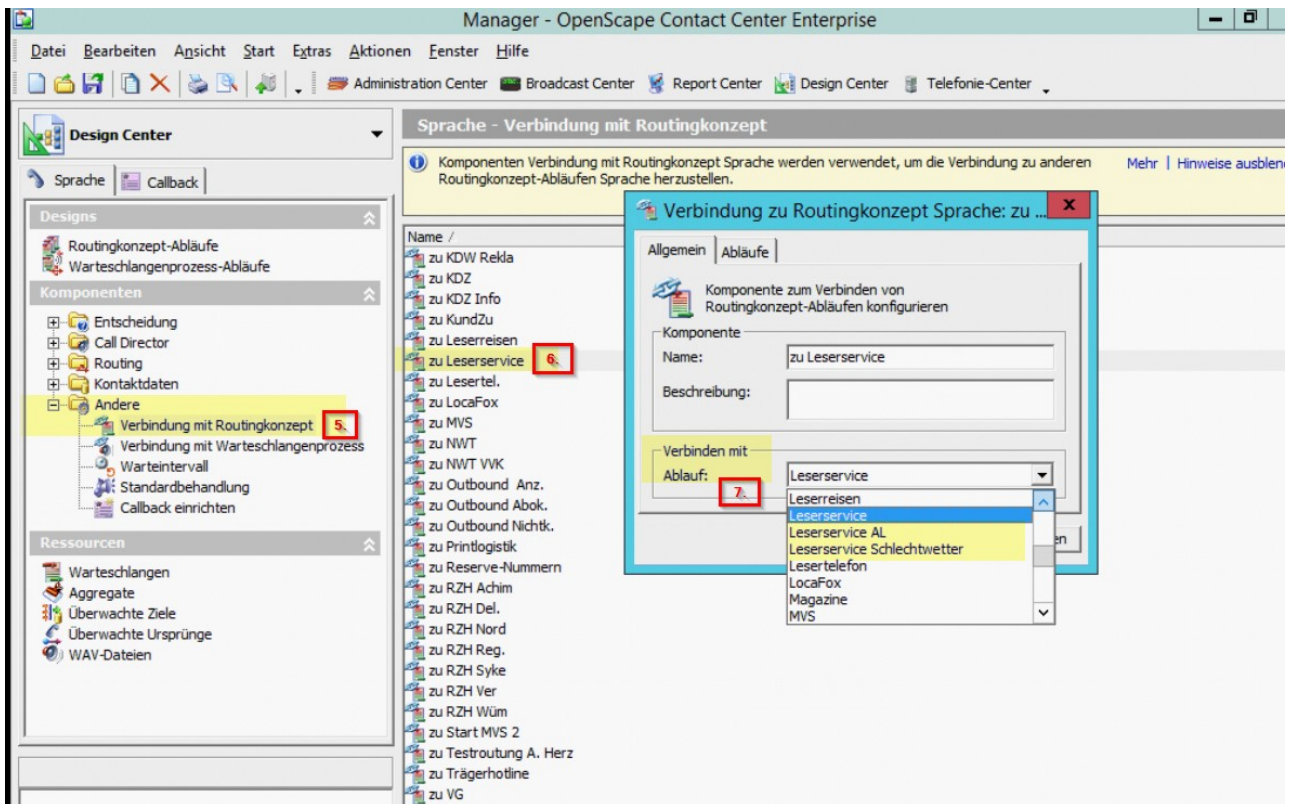 Manager - OpenScape Contact Center Enterprise
Datei Bearbeiten Ansicht Start Extras Aktionen Fenster Hilfe
Administration Center Broadcast Center Report Center Design Center Telefonie-Center
Design Center
Sprache Callback
Designs
Routingkonzept-Abläufe
Warteschlangenprozess-Abläufe
Komponenten
Entscheidung
Call Director
Routing
Kontaktdaten
Andere
Verbindung mit Routingkonzept 5.
Verbindung mit Warteschlangenprozess
Warteintervall
Standardbehandlung
Callback einrichten
Ressourcen
Warteschlangen
Aggregate
Überwachte Ziele
Überwachte Ursprünge
WAV-Dateien
Sprache - Verbindung mit Routingkonzept
Komponenten Verbindung mit Routingkonzept Sprache werden verwendet, um die Verbindung zu anderen
Routingkonzept-Abläufen Sprache herzustellen.
Mehr | Hinweise ausblen
Name /
zu KDW Rekla
zu KDZ
zu KDZ Info
zu KundZu
zu Leserreisen
zu Leserservice 6.
zu Lesertel.
zu LocaFox
zu MVS
zu NWT
zu NWT VVK
zu Outbound Anz.
zu Outbound Abok.
zu Outbound Nichtk.
zu Printlogistik
zu Reserve-Nummern
zu RZH Achim
zu RZH Del.
zu RZH Nord
zu RZH Reg.
zu RZH Syke
zu RZH Ver
zu RZH Wüm
zu Start MVS 2
zu Testroutung A. Herz
zu Trägerhotline
zu VG
Verbindung zu Routingkonzept Sprache: zu ... x
Allgemein Abläufe
Komponente zum Verbinden von
Routingkonzept-Abläufen konfigurieren
Komponente
Name: zu Leserservice
Beschreibung:
Verbinden mit
Ablauf: Leserservice
7.
Leserreisen
Leserservice
Leserservice AL
Leserservice Schlechtwetter
Lesertelefon
LocaFox
Magazine
MVS
en